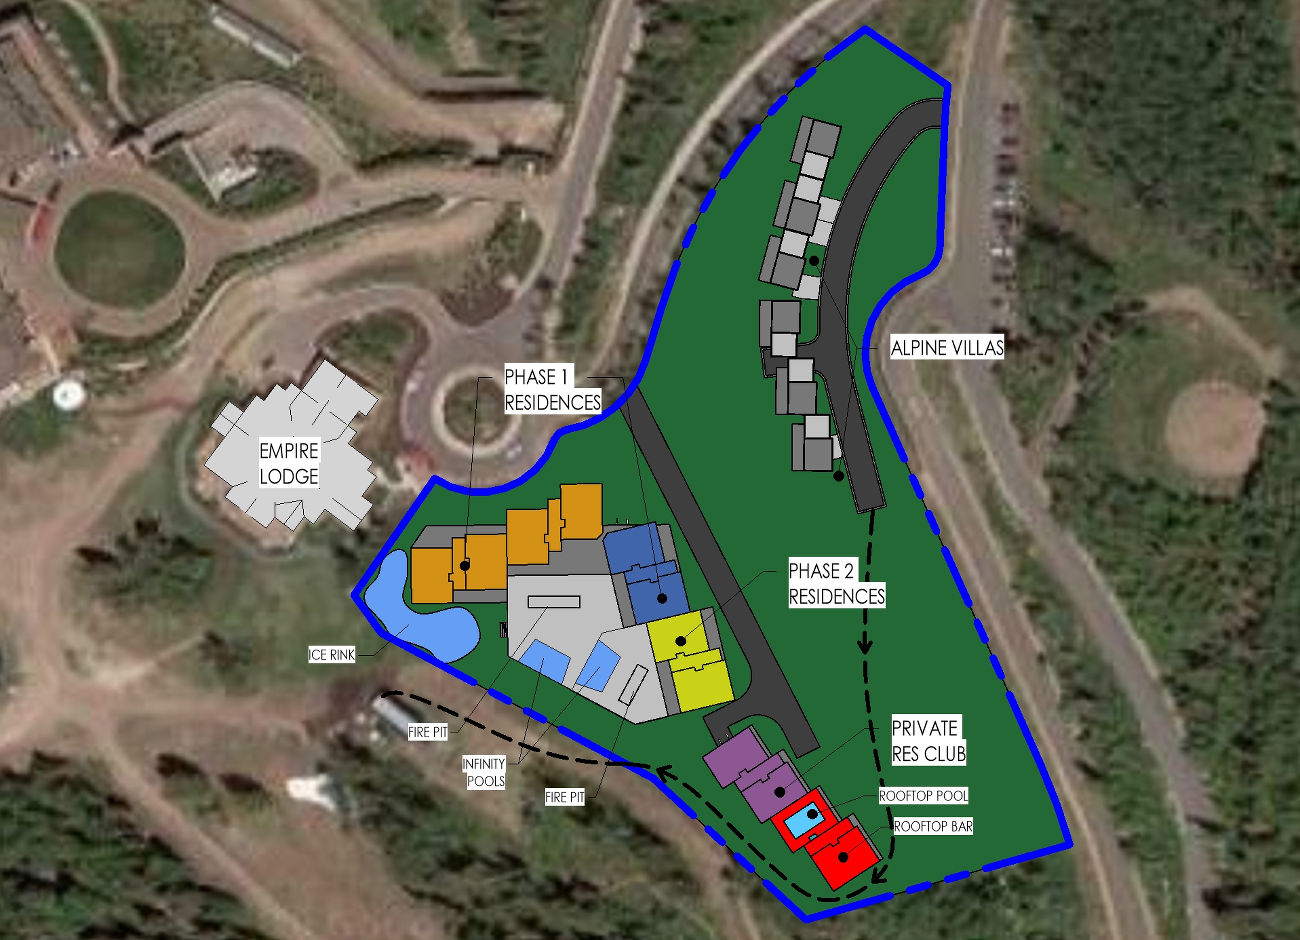 ALPINE VILLAS
PHASE 1
RESIDENCES
EMPIRE
LODGE
PHASE 2
RESIDENCES
ICE RINK
FIRE PIT
INFINITY
POOLS
FIRE PIT
PRIVATE
RES CLUB
ROOFTOP POOL
ROOFTOP BAR